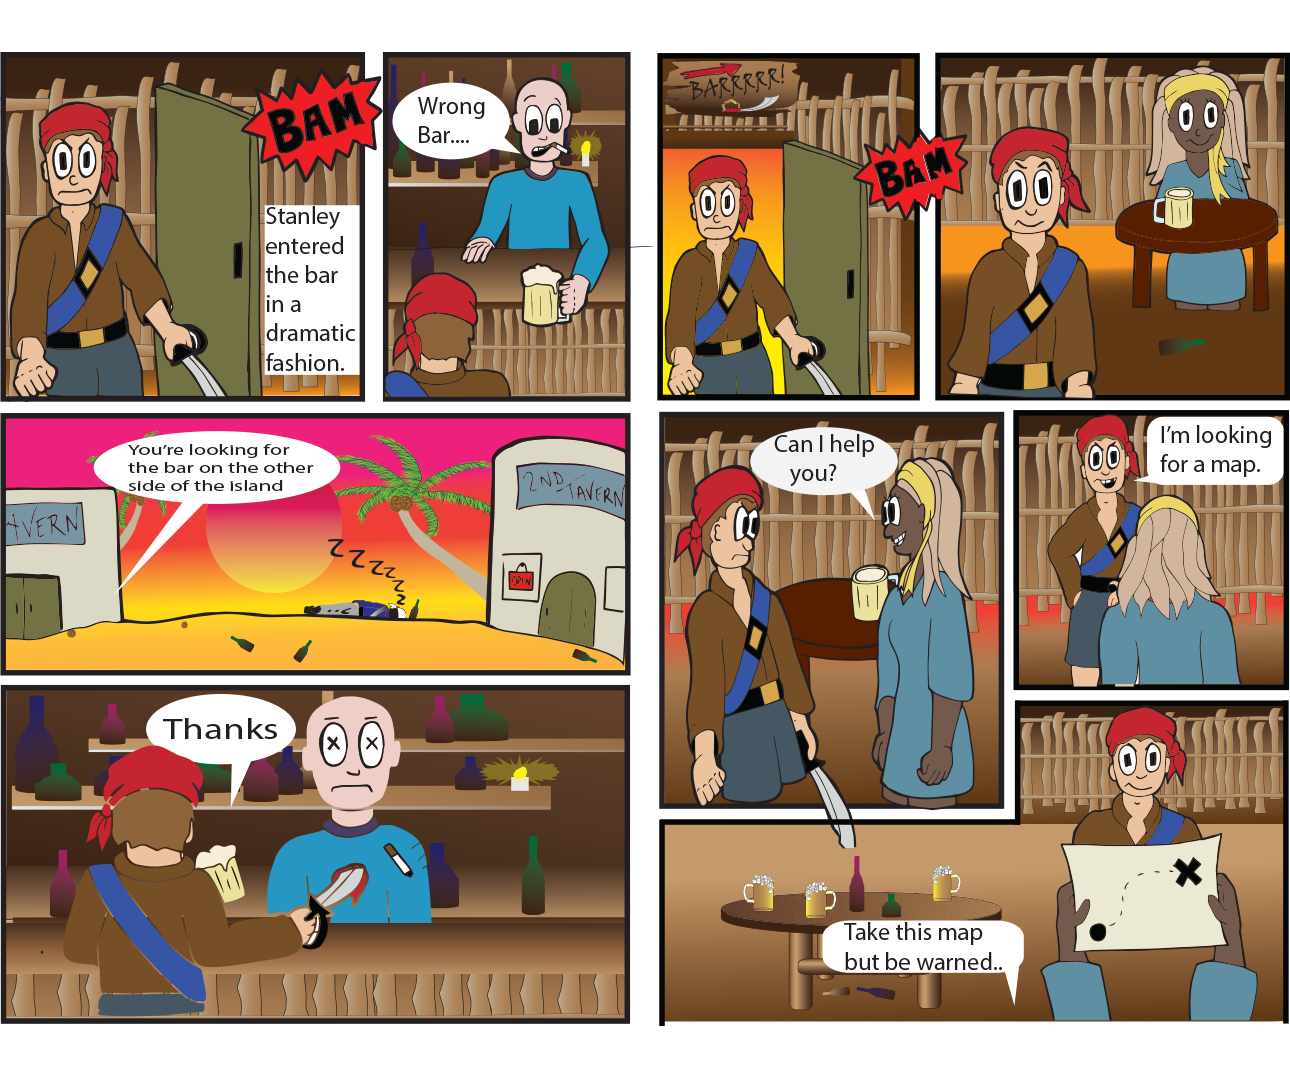 BAM
Stanley
entered
the bar
in a
dramatic
fashion.
Wrong
Bar....
You're looking for
the bar on the other
side of the island
AVERN
2ND TAVERN
OPEN
Z Z Z Z Z Z Z
Thanks
BARRRRR!
BAM
Can I help
you?
I'm looking
for a map.
Take this map
but be warned..